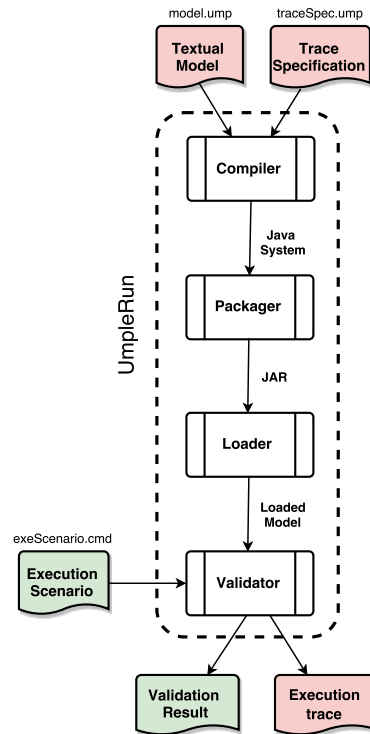 model.ump
traceSpec.ump
Textual
Model
Trace
Specification
Compiler
Java
System
Packager
UmpleRun
JAR
Loader
Loaded
Model
exeScenario.cmd
Execution
Scenario
Validator
Validation
Result
Execution
trace